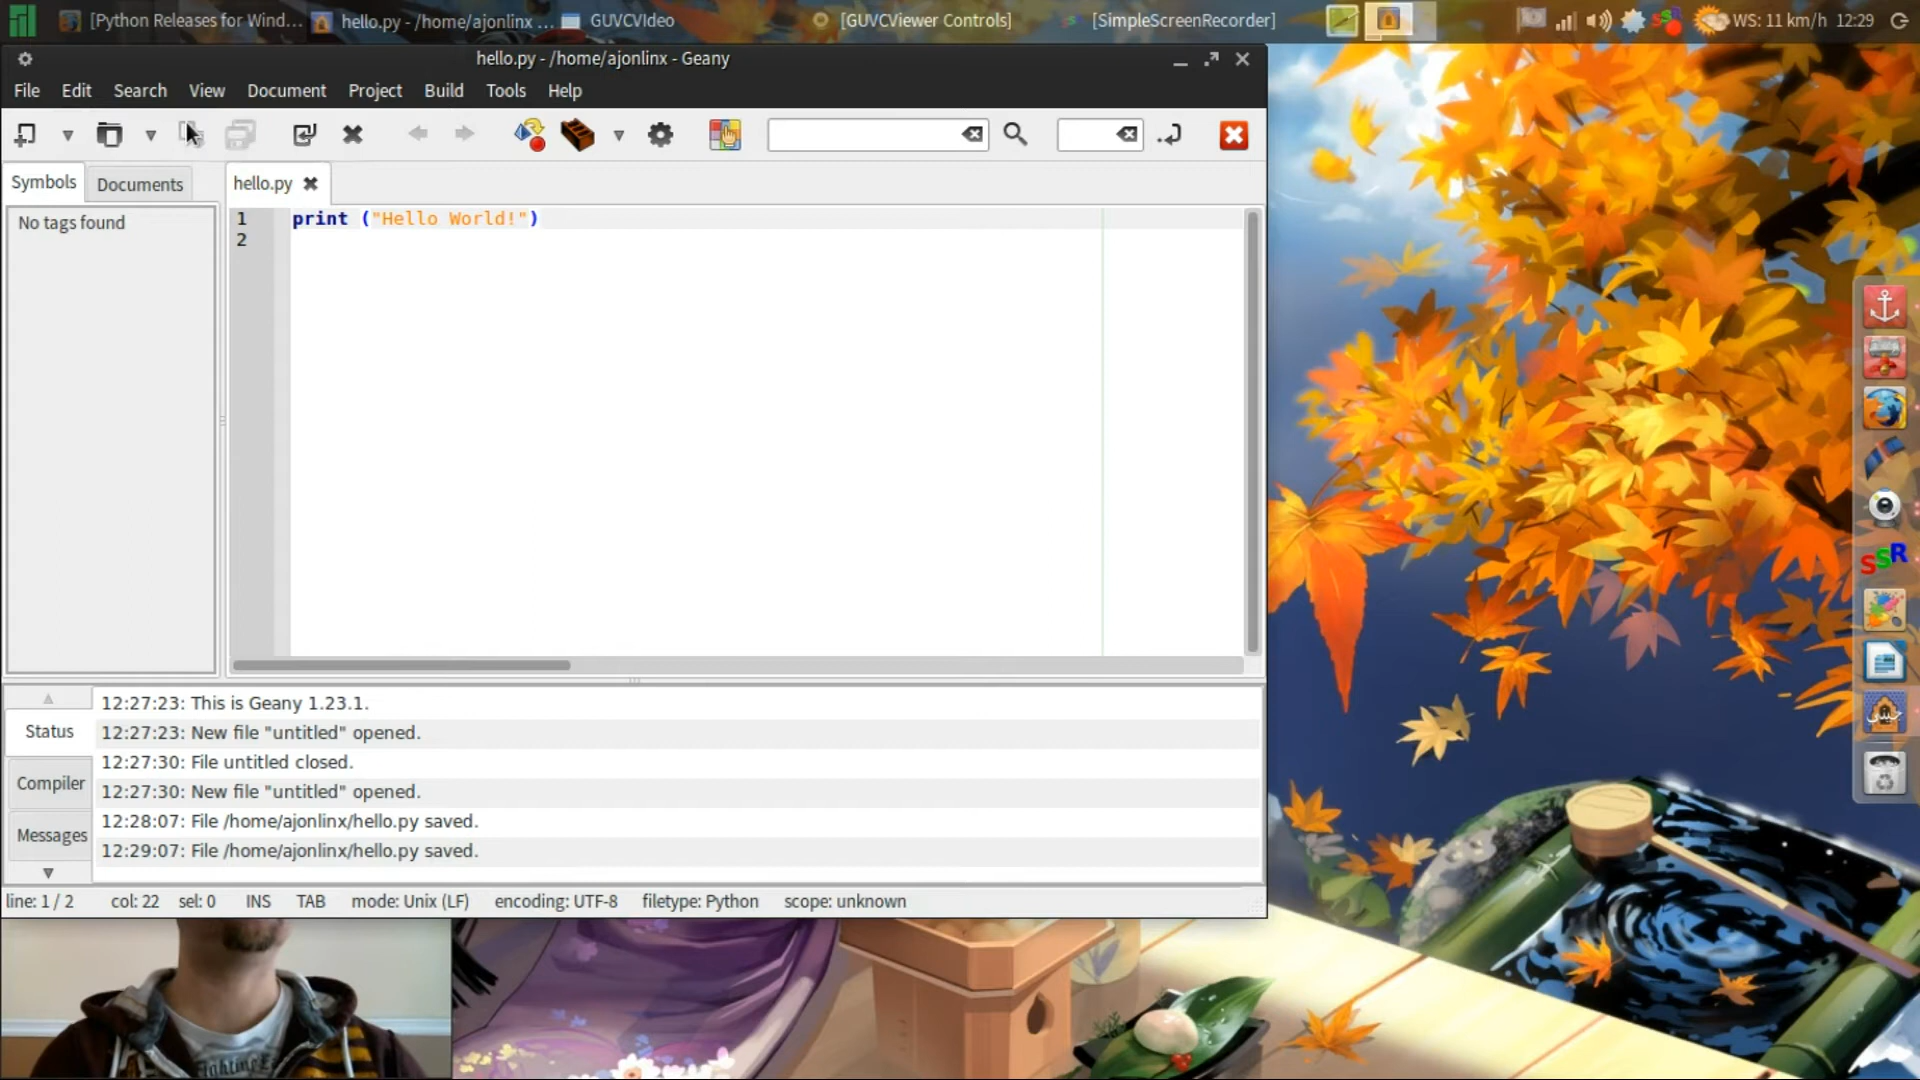 [Python Releases for Wind... hello.py - /home/ajonlinx ... GUVCVIdeo [GUVCViewer Controls] [SimpleScreenRecorder] WS: 11 km/h 12:29
hello.py - /home/ajonlinx - Geany
File Edit Search View Document Project Build Tools Help
Symbols Documents hello.py
No tags found
1 print ("Hello World!")
2
12:27:23: This is Geany 1.23.1.
Status 12:27:23: New file "untitled" opened.
12:27:30: File untitled closed.
Compiler 12:27:30: New file "untitled" opened.
12:28:07: File /home/ajonlinx/hello.py saved.
Messages 12:29:07: File /home/ajonlinx/hello.py saved.
line: 1 / 2 col: 22 sel: 0 INS TAB mode: Unix (LF) encoding: UTF-8 filetype: Python scope: unknown
SSR